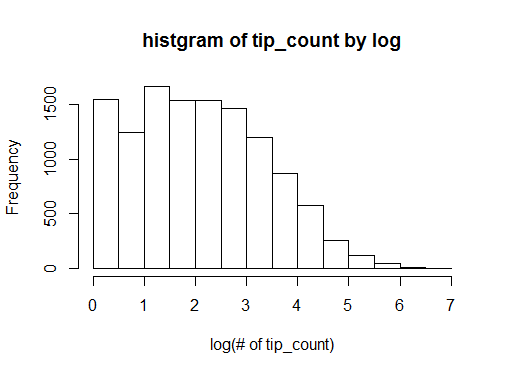 histgram of tip_count by log
Frequency
1500
1000
500
0
0 1 2 3 4 5 6 7
log(# of tip_count)